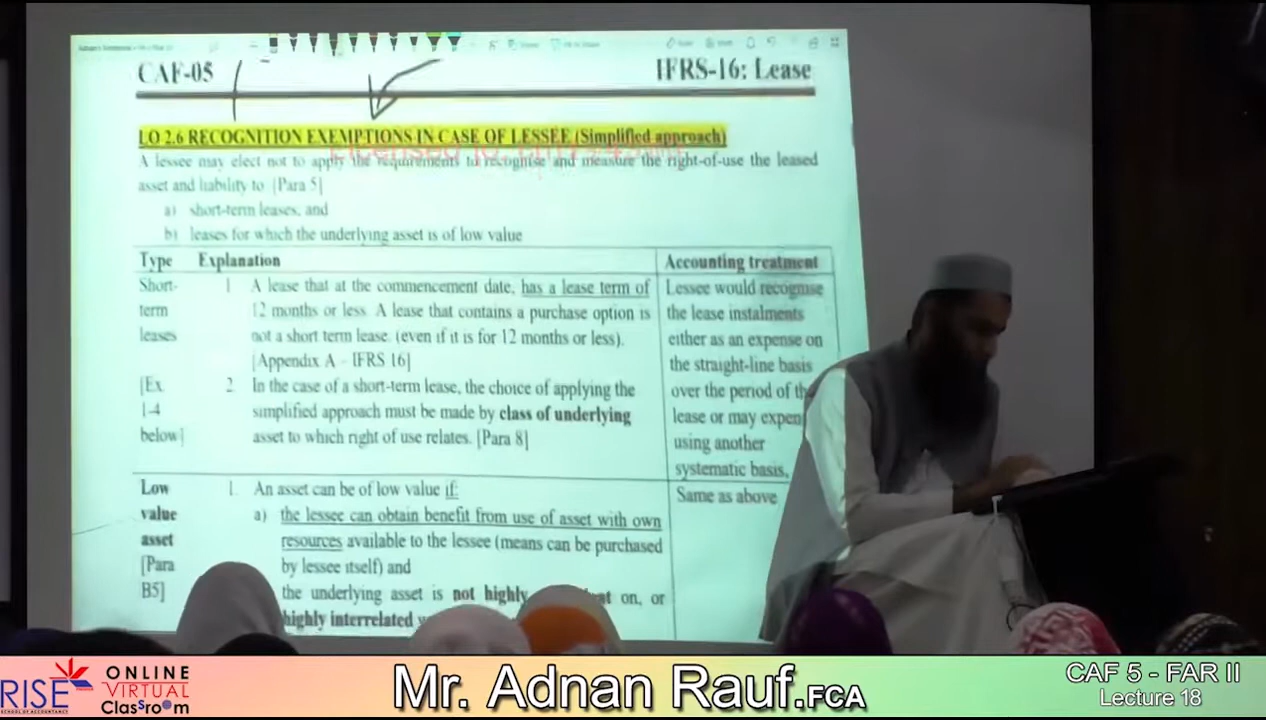 CAF-05 IFRS-16: Lease
LO 2.6 RECOGNITION EXEMPTIONS IN CASE OF LESSEE (Simplified approach)
A lessee may elect not to apply the requirements to recognise and measure the right-of-use the leased
asset and liability to [Para 5]
a) short-term leases, and
b) leases for which the underlying asset is of low value
Type Explanation Accounting treatment
Short-
term
leases
[Ex
1-4
below]
1 A lease that at the commencement date, has a lease term of
12 months or less. A lease that contains a purchase option is
not a short term lease. (even if it is for 12 months or less).
[Appendix A - IFRS 16]
2 In the case of a short-term lease, the choice of applying the
simplified approach must be made by class of underlying
asset to which right of use relates. [Para 8]
Lessee would recognise
the lease instalments
either as an expense on
the straight-line basis
over the period of
lease or may
using another
systematic basis,
Low
value
asset
[Para
B5]
1. An asset can be of low value if:
a) the lessee can obtain benefit from use of asset with own
resources available to the lessee (means can be purchased
by lessee itself) and
the underlying asset is not highly on, or
highly interrelated
Same as above
RISE
ONLINE
VIRTUAL
Classroom
Mr. Adnan Rauf.FCA
CAF 5 - FAR II
Lecture 18